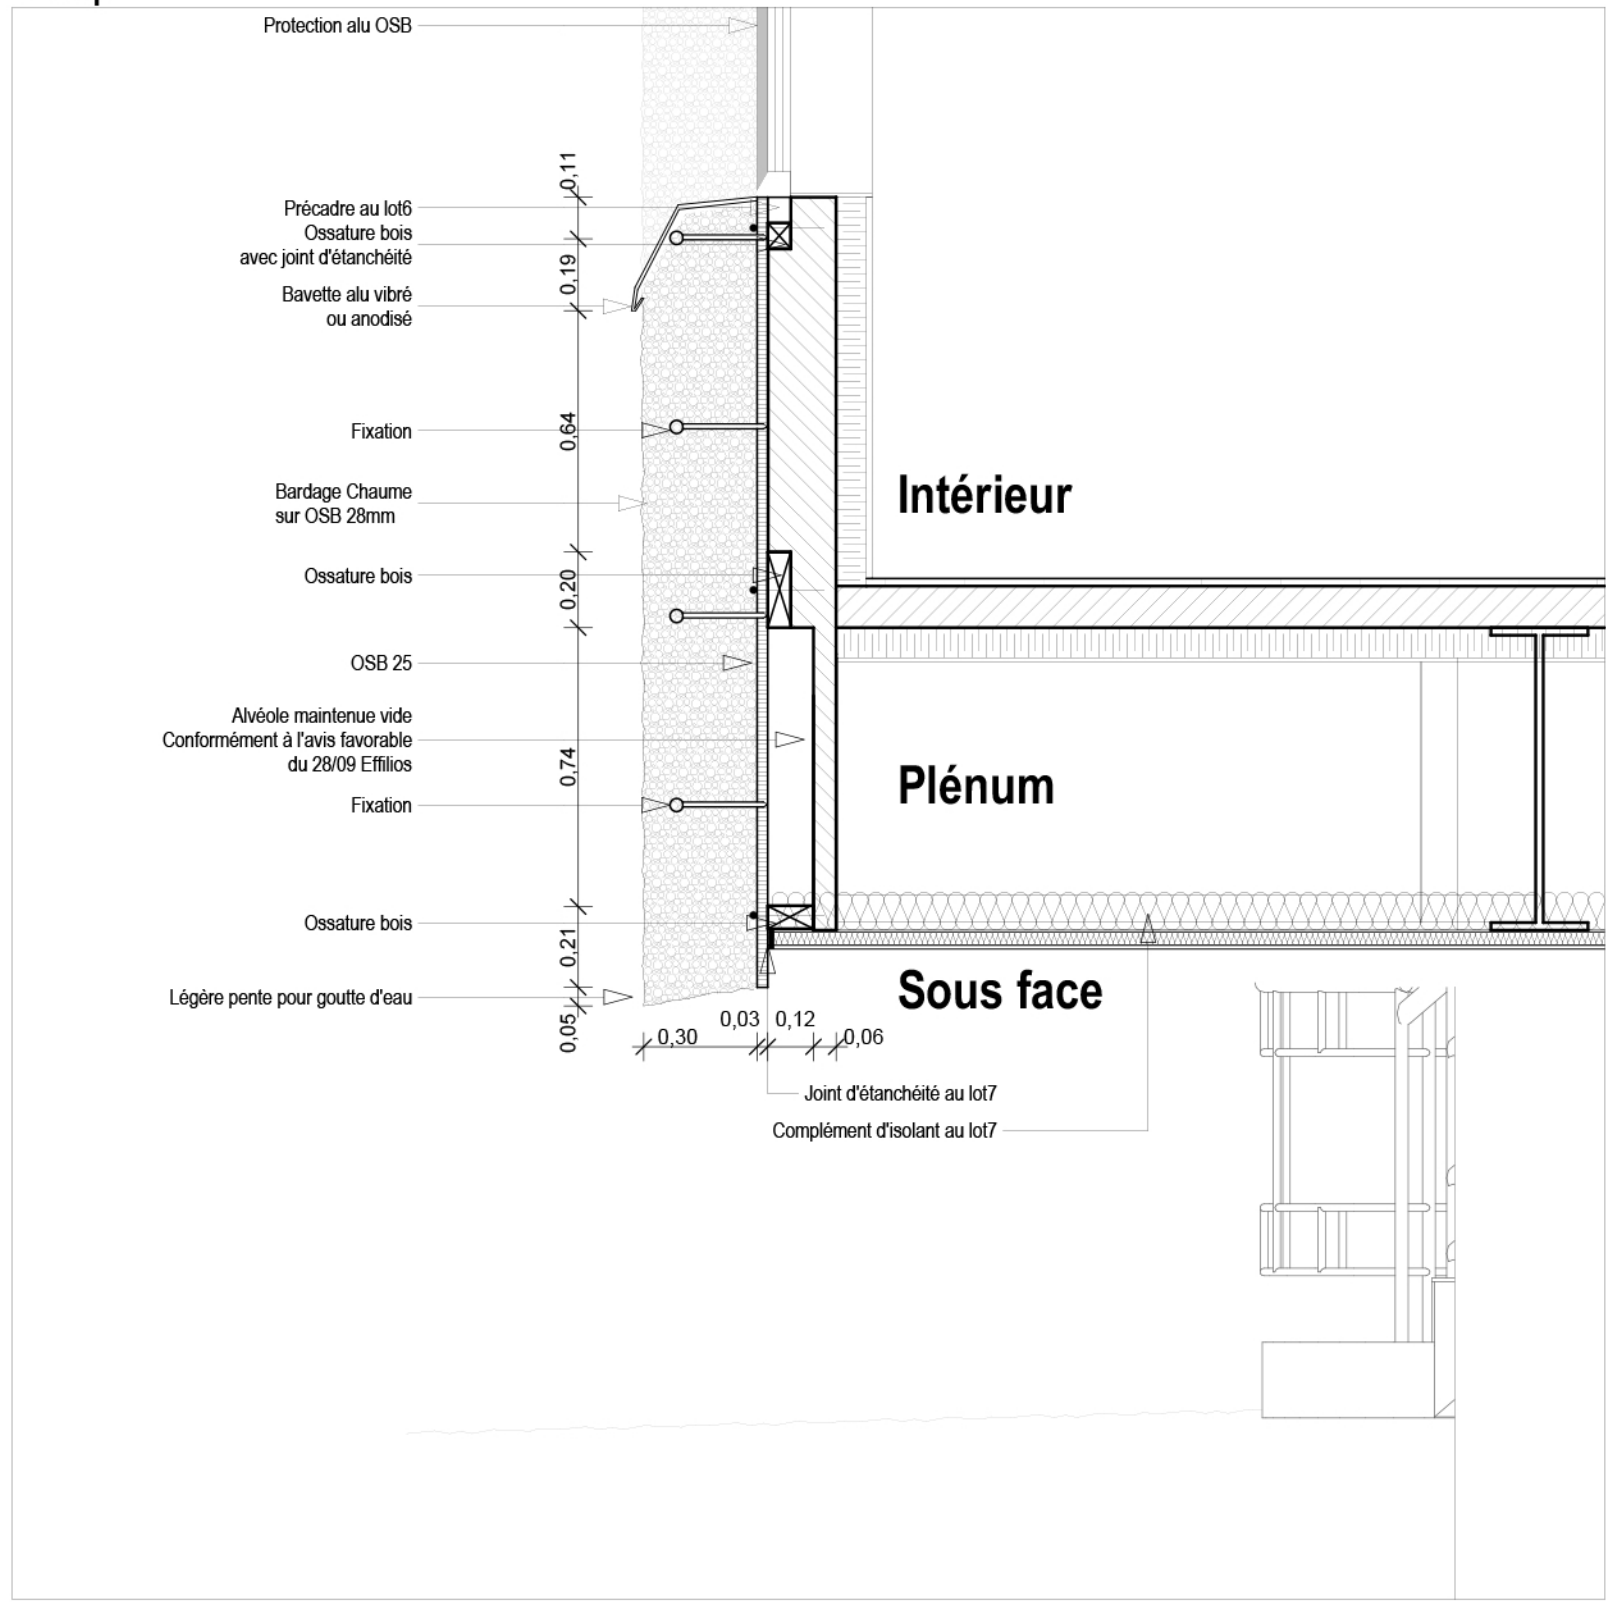 Protection alu OSB
0,11
Précadre au lot6
Ossature bois
avec joint d'étanchéité
0,19
Bavette alu vibré
ou anodisé
Fixation
0,64
Bardage Chaume
sur OSB 28mm
Intérieur
Ossature bois
0,20
OSB 25
Alvéole maintenue vide
Conformément à l'avis favorable
du 28/09 Effilios
0,74
Plénum
Fixation
Ossature bois
0,21
Sous face
Légère pente pour goutte d'eau
0,05
0,30
0,03
0,12
0,06
Joint d'étanchéité au lot7
Complément d'isolant au lot7